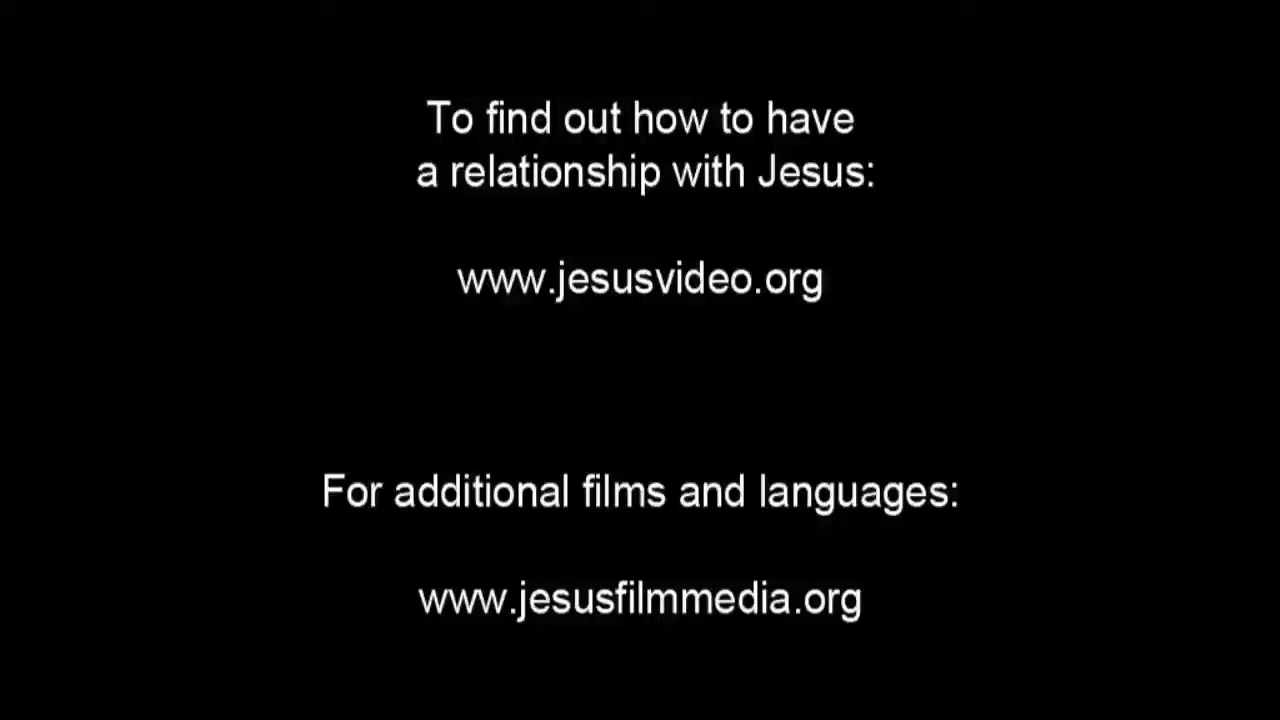 To find out how to have
a relationship with Jesus:
www.jesusvideo.org
For additional films and languages:
www.jesusfilmmedia.org